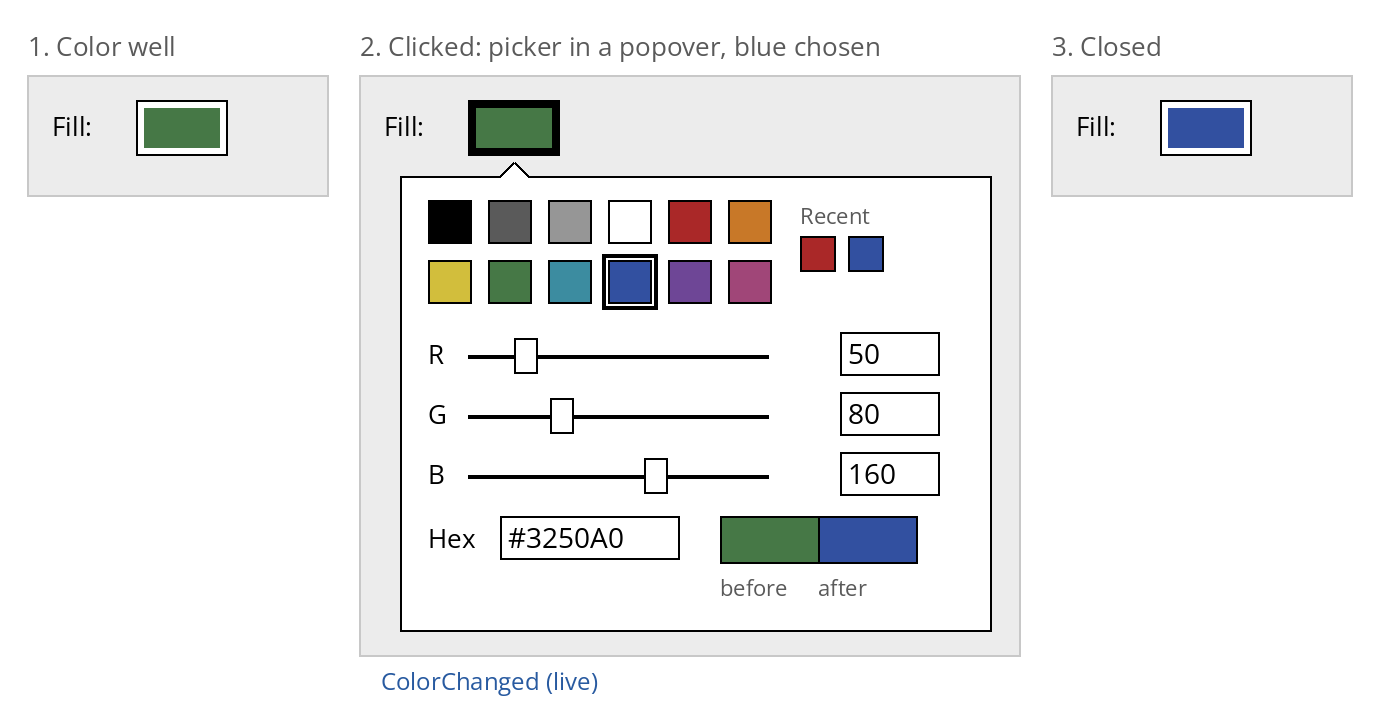 1. Color well
Fill:
2. Clicked: picker in a popover, blue chosen
Fill:
Recent
R
50
G
80
B
160
Hex
#3250A0
before
after
ColorChanged (live)
3. Closed
Fill: